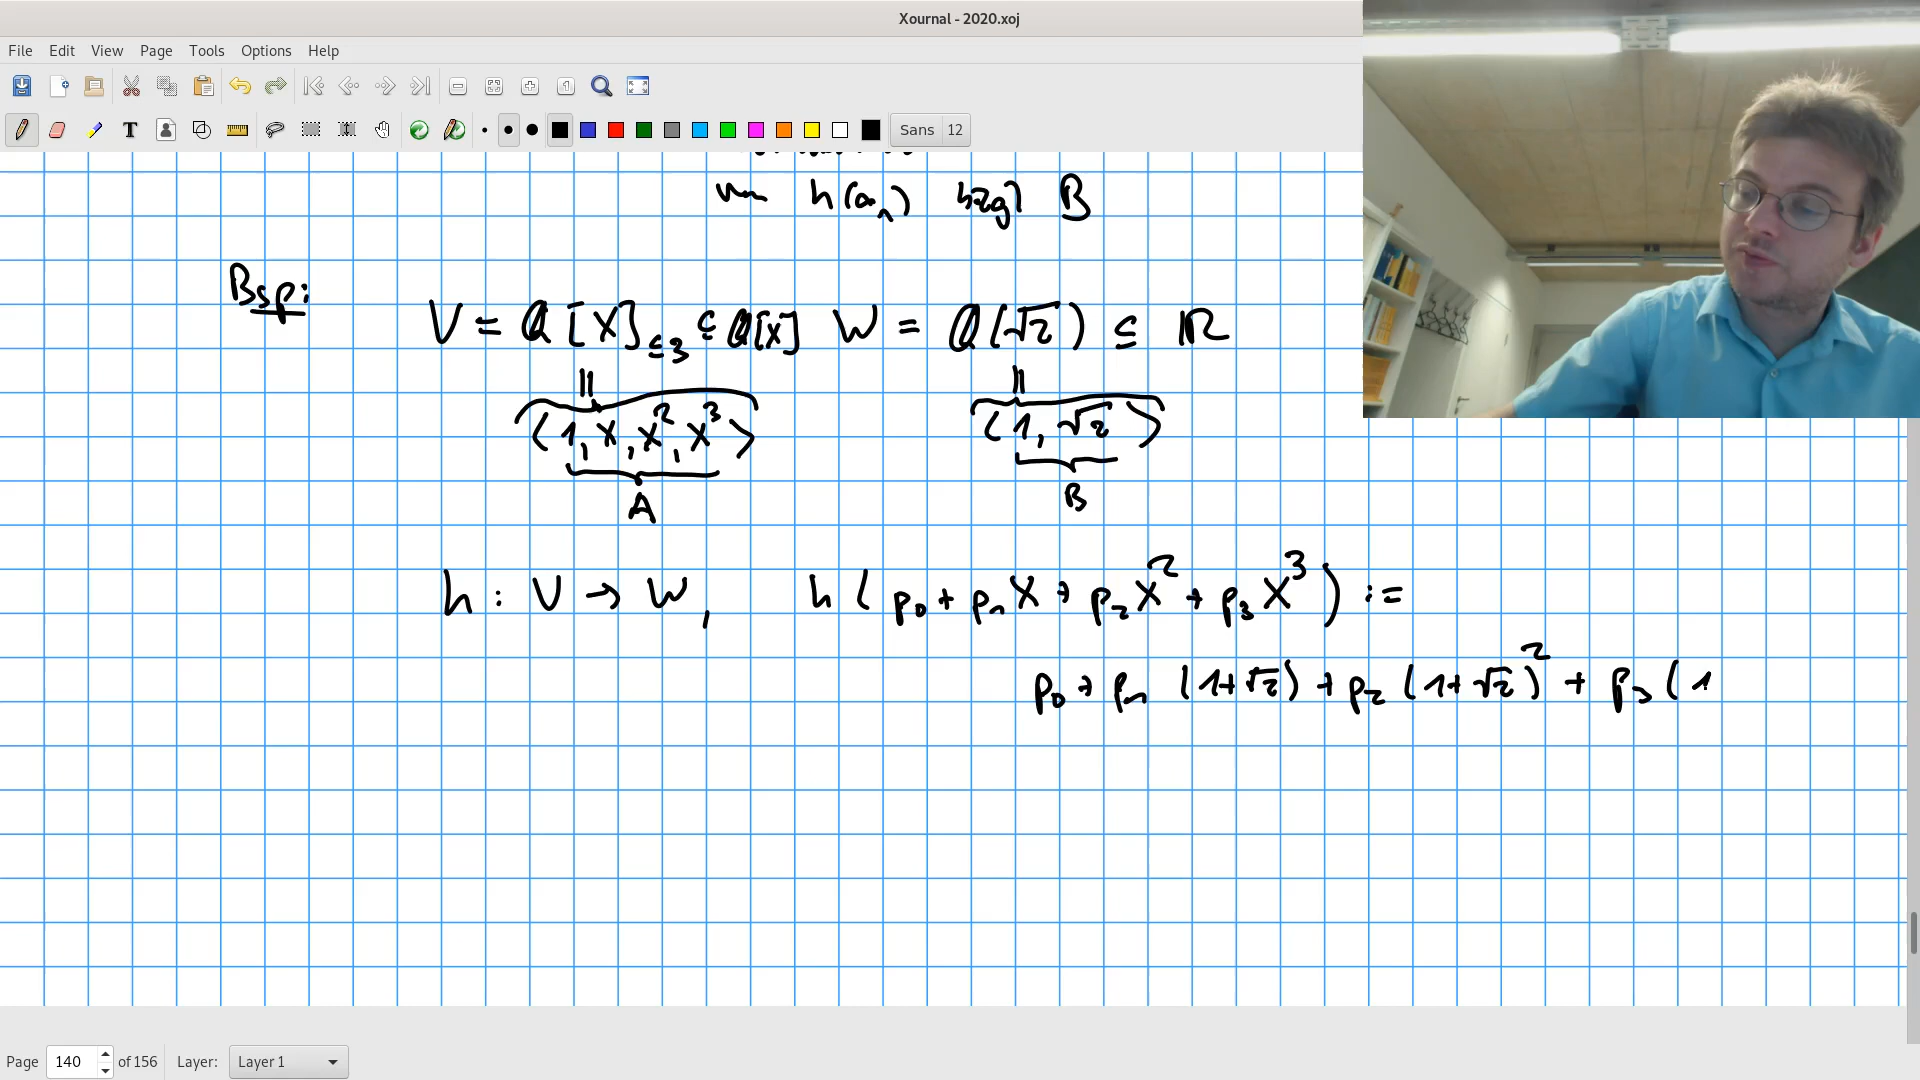 Xournal - 2020.xoj
File Edit View Page Tools Options Help
Sans 12
h(aₙ) bzgl B
Bsp:
V = ℚ[X]≤3 ⊆ ℚ[X] W = ℚ(√2) ⊆ ℝ
|| ||
⟨1, X, X², X³⟩ ⟨1, √2⟩
A B
h : V → W, h(p₀ + p₁X + p₂X² + p₃X³) :=
p₀ + p₁(1+√2) + p₂(1+√2)² + p₃(1
Page 140 of 156 Layer: Layer 1